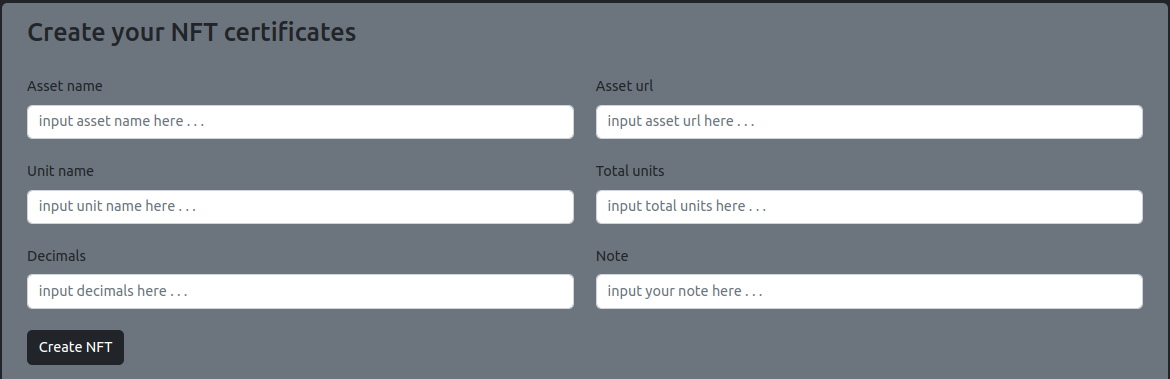 Create your NFT certificates
Asset name
Asset url
input asset name here . . .
input asset url here . . .
Unit name
Total units
input unit name here . . .
input total units here . . .
Decimals
Note
input decimals here . . .
input your note here . . .
Create NFT